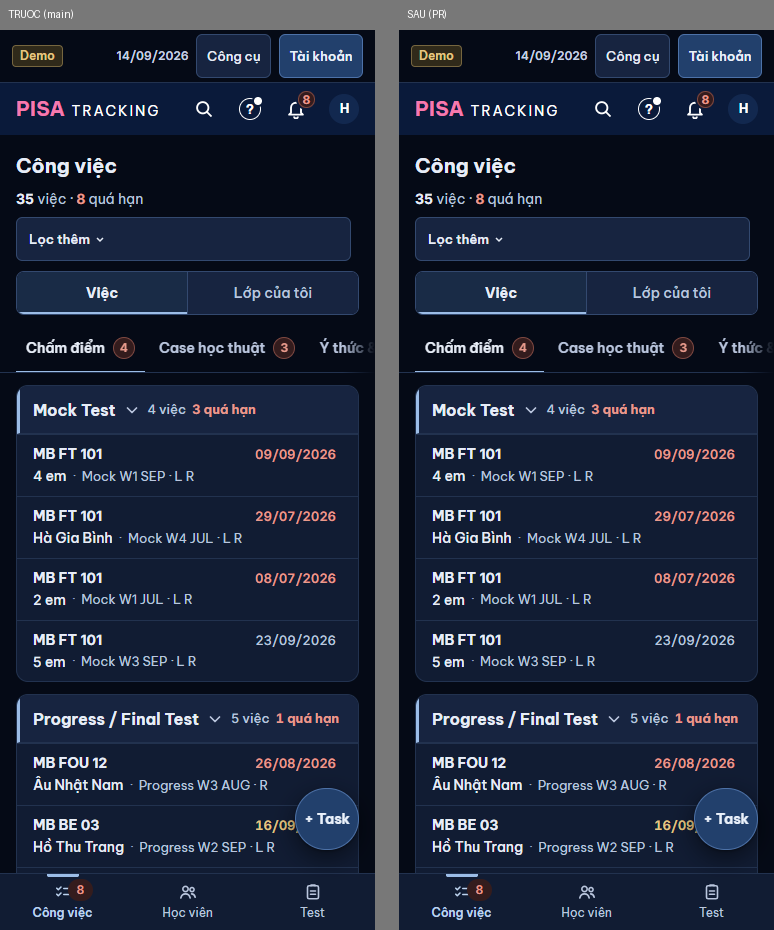 TRUOC (main)
Demo 14/09/2026 Công cụ Tài khoản
PISA TRACKING ? 8 H
Công việc
35 việc · 8 quá hạn
Lọc thêm
Việc Lớp của tôi
Chấm điểm 4 Case học thuật 3 Ý thức
Mock Test 4 việc 3 quá hạn
MB FT 101 09/09/2026
4 em · Mock W1 SEP · L R
MB FT 101 29/07/2026
Hà Gia Bình · Mock W4 JUL · L R
MB FT 101 08/07/2026
2 em · Mock W1 JUL · L R
MB FT 101 23/09/2026
5 em · Mock W3 SEP · L R
Progress / Final Test 5 việc 1 quá hạn
MB FOU 12 26/08/2026
Âu Nhật Nam · Progress W3 AUG · R
MB BE 03 16/09
Hồ Thu Trang · Progress W2 SEP · L R
+ Task
8
Công việc Học viên Test
SAU (PR)
Demo 14/09/2026 Công cụ Tài khoản
PISA TRACKING ? 8 H
Công việc
35 việc · 8 quá hạn
Lọc thêm
Việc Lớp của tôi
Chấm điểm 4 Case học thuật 3 Ý thức
Mock Test 4 việc 3 quá hạn
MB FT 101 09/09/2026
4 em · Mock W1 SEP · L R
MB FT 101 29/07/2026
Hà Gia Bình · Mock W4 JUL · L R
MB FT 101 08/07/2026
2 em · Mock W1 JUL · L R
MB FT 101 23/09/2026
5 em · Mock W3 SEP · L R
Progress / Final Test 5 việc 1 quá hạn
MB FOU 12 26/08/2026
Âu Nhật Nam · Progress W3 AUG · R
MB BE 03 16/09
Hồ Thu Trang · Progress W2 SEP · L R
+ Task
8
Công việc Học viên Test